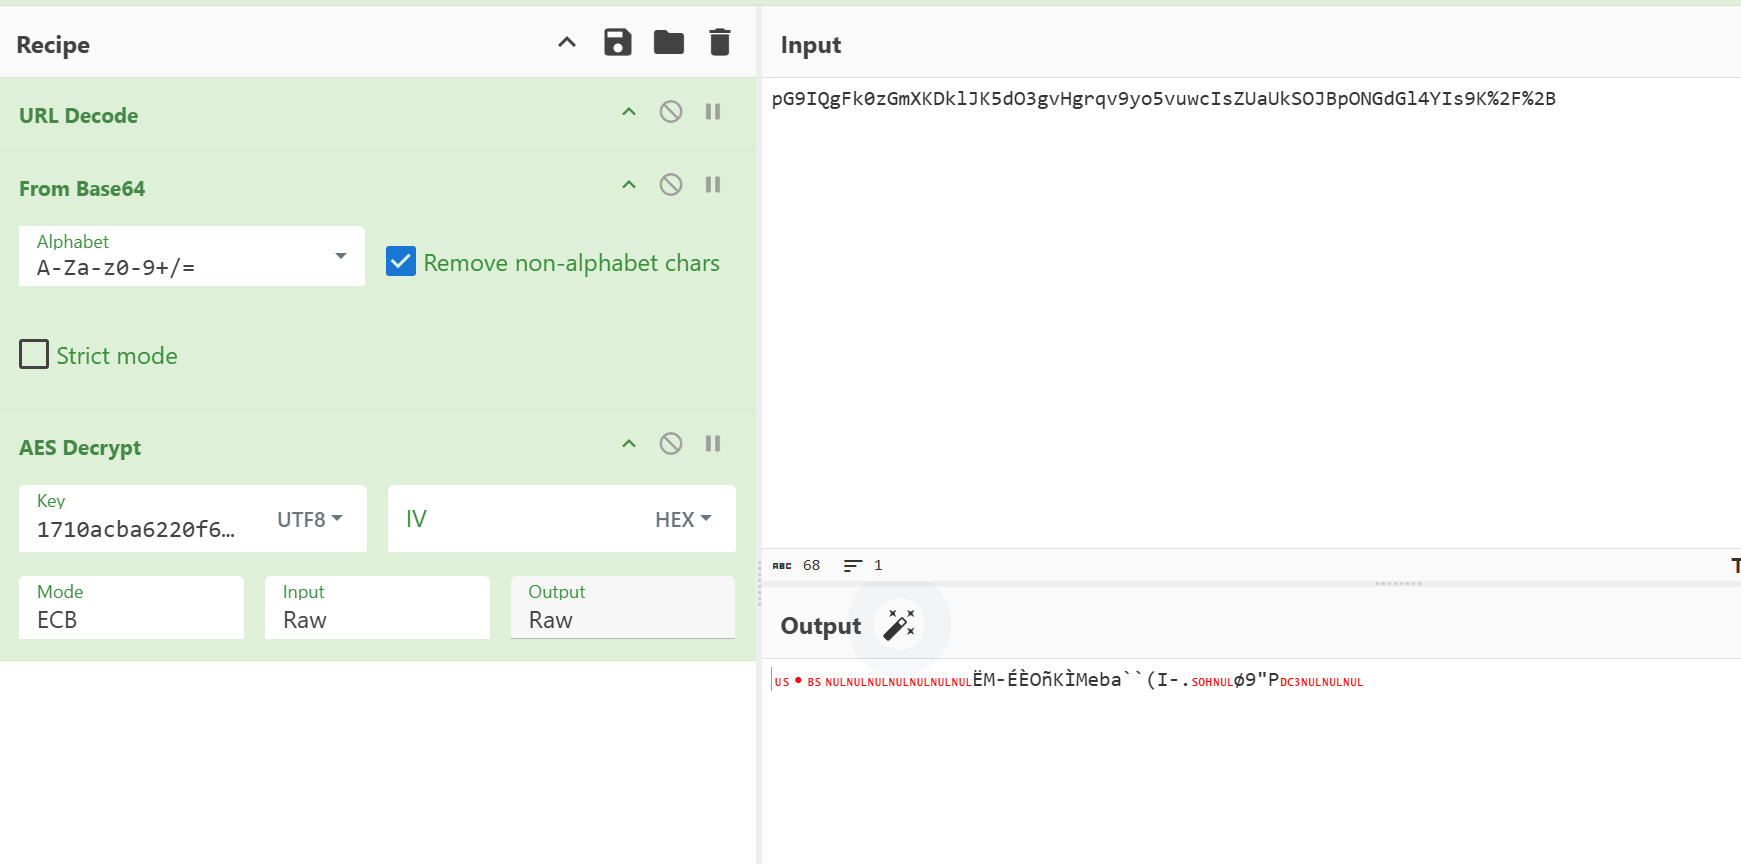 Recipe
URL Decode
From Base64
Alphabet
A-Za-z0-9+/=
Remove non-alphabet chars
Strict mode
AES Decrypt
Key
1710acba6220f6…
UTF8
IV
HEX
Mode
ECB
Input
Raw
Output
Raw
Input
pG9IQgFk0zGmXKDklJK5dO3gvHgrqv9yo5vuwcIsZUaUkSOJBpONGdGl4YIs9K%2F%2B
ABC 68 1
T
Output
US•BSNULNULNULNULNULNULNULËM-ÉÈOñKÌMeba``(I-.SOHNULø9"PDC3NULNULNUL